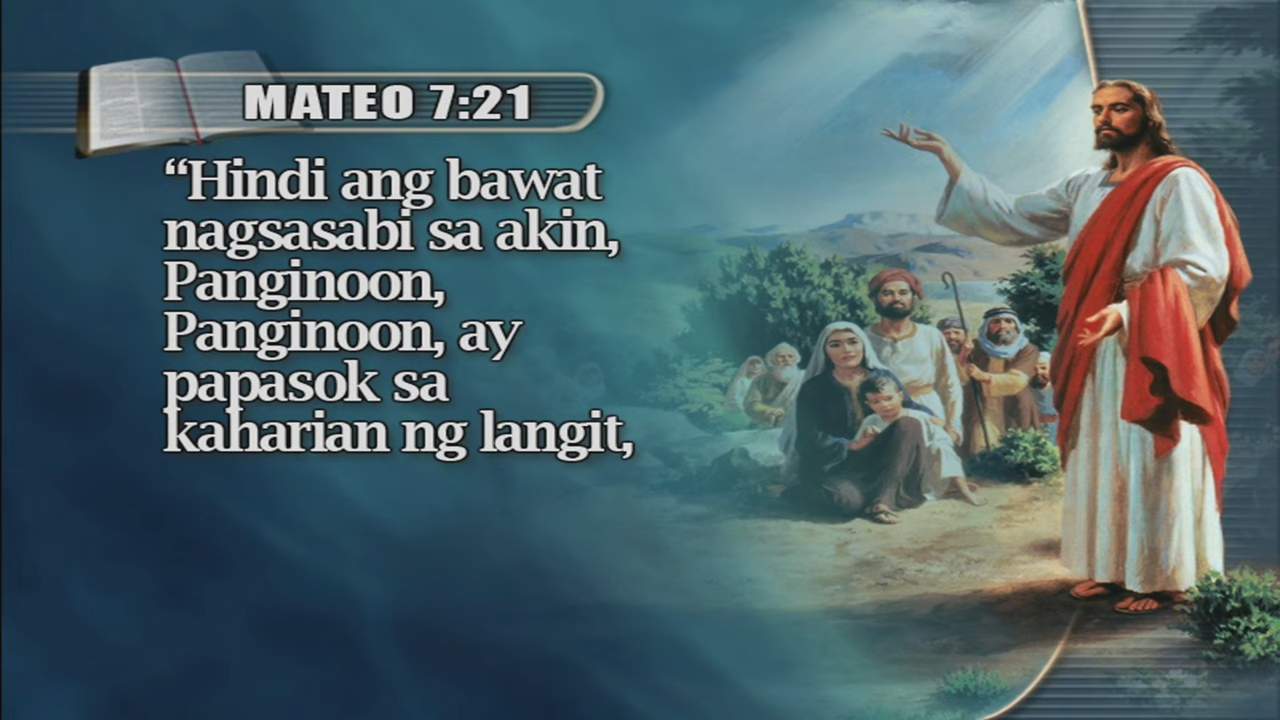 MATEO 7:21
“Hindi ang bawat
nagsasabi sa akin,
Panginoon,
Panginoon, ay
papasok sa
kaharian ng langit,